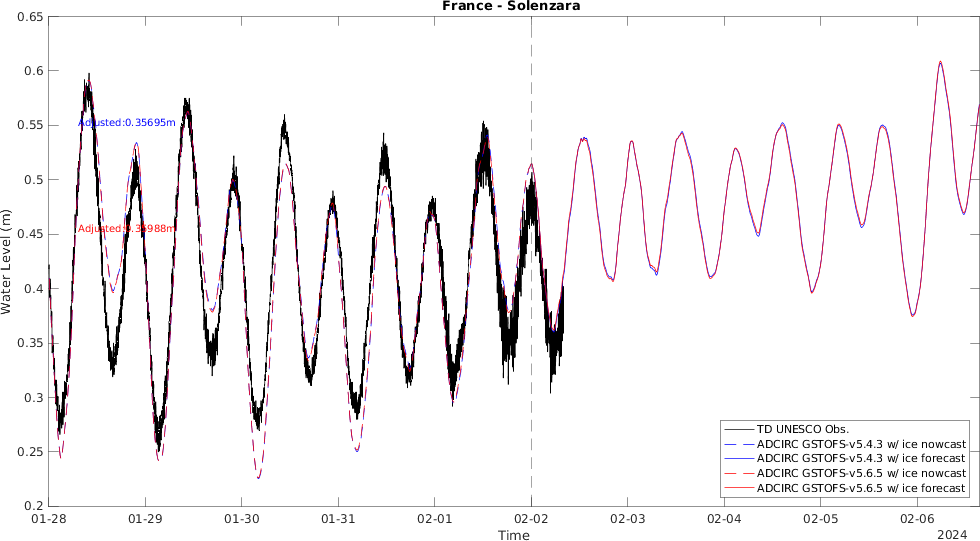 France - Solenzara
0.65
0.6
0.55
0.5
0.45
0.4
0.35
0.3
0.25
0.2
Water Level (m)
Adjusted:0.35695m
Adjusted:0.35988m
01-28
01-29
01-30
01-31
02-01
02-02
02-03
02-04
02-05
02-06
Time
2024
TD UNESCO Obs.
ADCIRC GSTOFS-v5.4.3 w/ ice nowcast
ADCIRC GSTOFS-v5.4.3 w/ ice forecast
ADCIRC GSTOFS-v5.6.5 w/ ice nowcast
ADCIRC GSTOFS-v5.6.5 w/ ice forecast